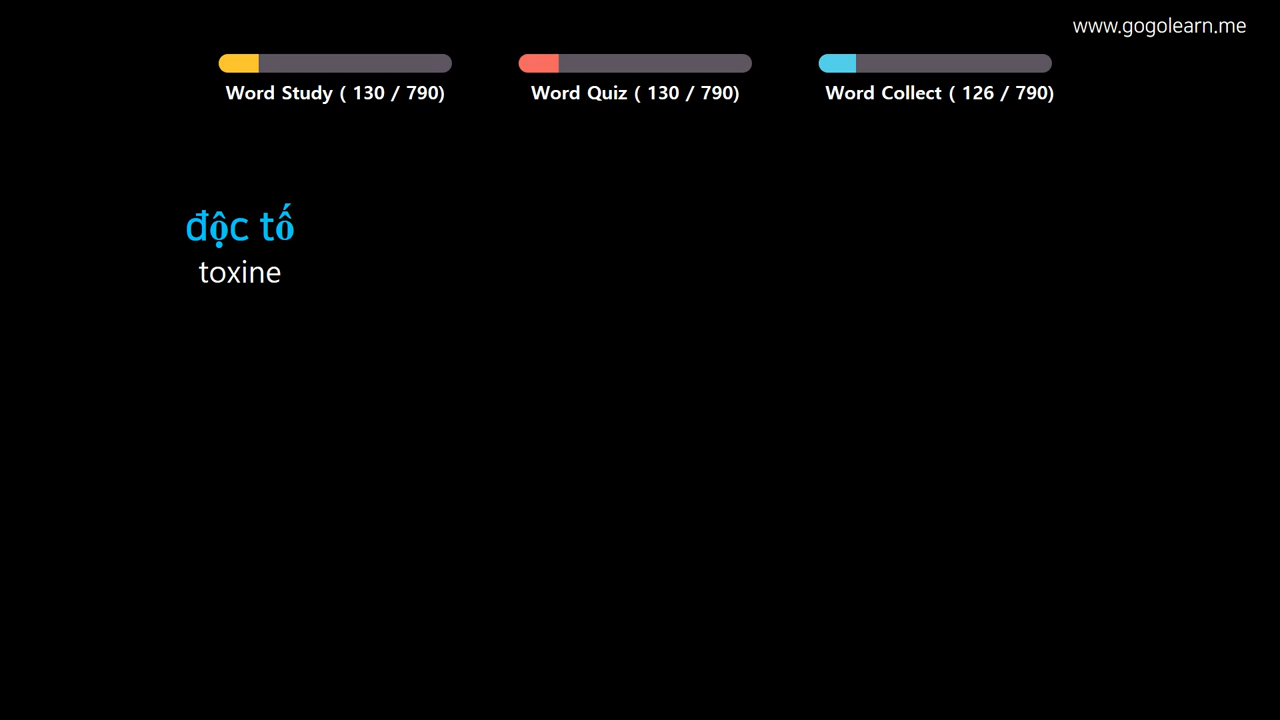 www.gogolearn.me
Word Study ( 130 / 790)
Word Quiz ( 130 / 790)
Word Collect ( 126 / 790)
độc tố
toxine